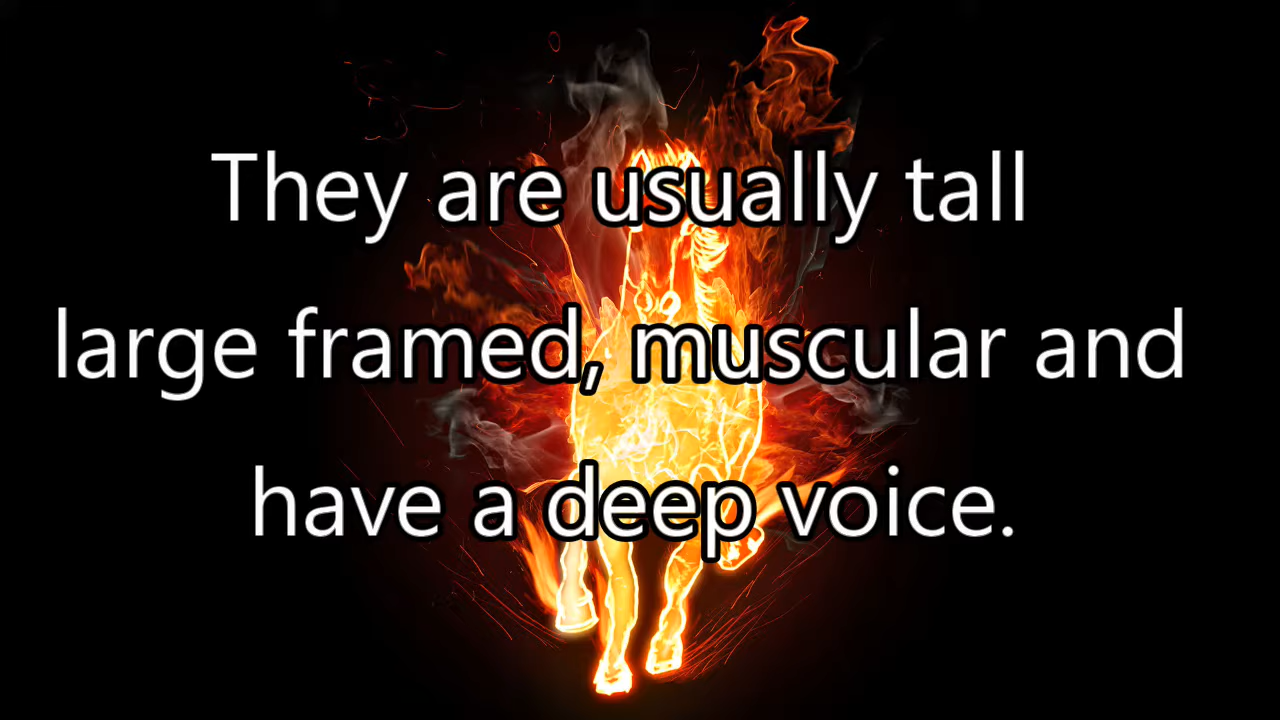 They are usually tall
large framed, muscular and
have a deep voice.